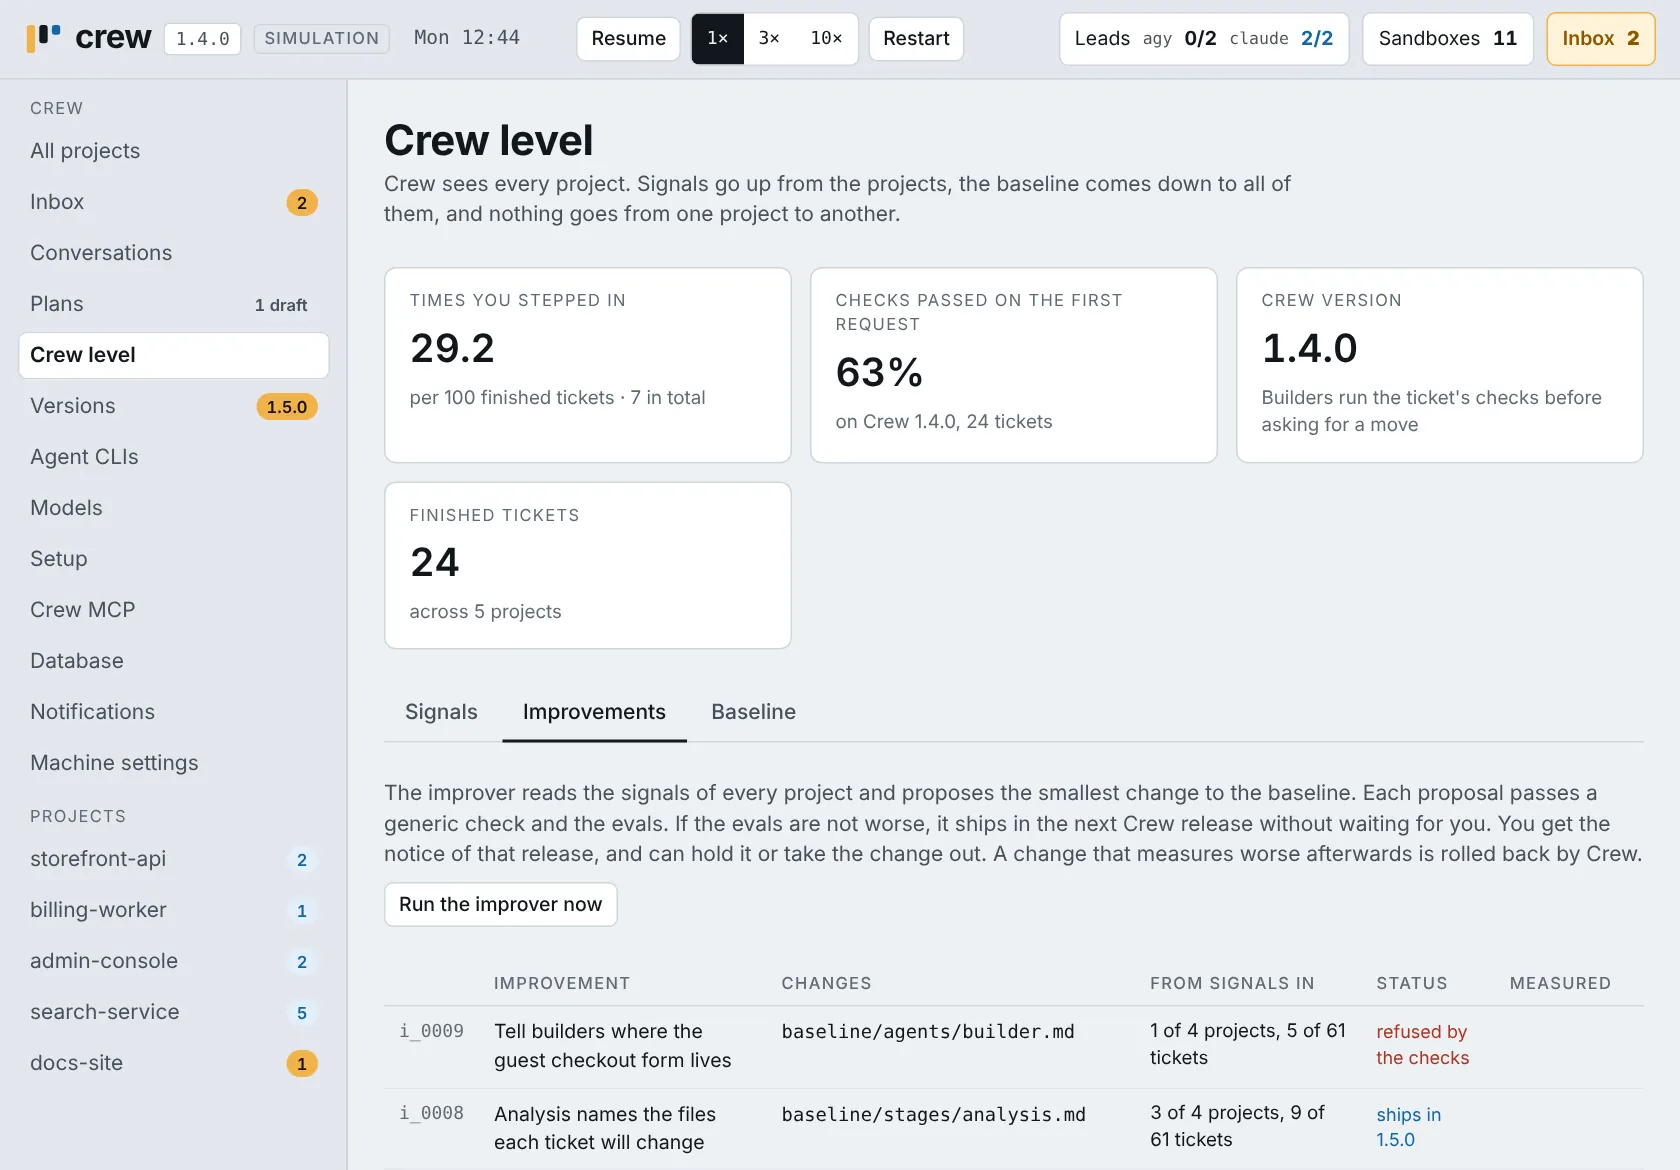 crew 1.4.0 SIMULATION Mon 12:44 Resume 1× 3× 10× Restart Leads agy 0/2 claude 2/2 Sandboxes 11 Inbox 2
CREW
All projects
Inbox 2
Conversations
Plans 1 draft
Crew level
Versions 1.5.0
Agent CLIs
Models
Setup
Crew MCP
Database
Notifications
Machine settings
PROJECTS
storefront-api 2
billing-worker 1
admin-console 2
search-service 5
docs-site 1
Crew level
Crew sees every project. Signals go up from the projects, the baseline comes down to all of
them, and nothing goes from one project to another.
TIMES YOU STEPPED IN
29.2
per 100 finished tickets · 7 in total
CHECKS PASSED ON THE FIRST
REQUEST
63%
on Crew 1.4.0, 24 tickets
CREW VERSION
1.4.0
Builders run the ticket's checks before
asking for a move
FINISHED TICKETS
24
across 5 projects
Signals Improvements Baseline
The improver reads the signals of every project and proposes the smallest change to the baseline. Each proposal passes a
generic check and the evals. If the evals are not worse, it ships in the next Crew release without waiting for you. You get the
notice of that release, and can hold it or take the change out. A change that measures worse afterwards is rolled back by Crew.
Run the improver now
IMPROVEMENT CHANGES FROM SIGNALS IN STATUS MEASURED
i_0009 Tell builders where the baseline/agents/builder.md 1 of 4 projects, 5 of 61 refused by
guest checkout form lives tickets the checks
i_0008 Analysis names the files baseline/stages/analysis.md 3 of 4 projects, 9 of ships in
each ticket will change 61 tickets 1.5.0